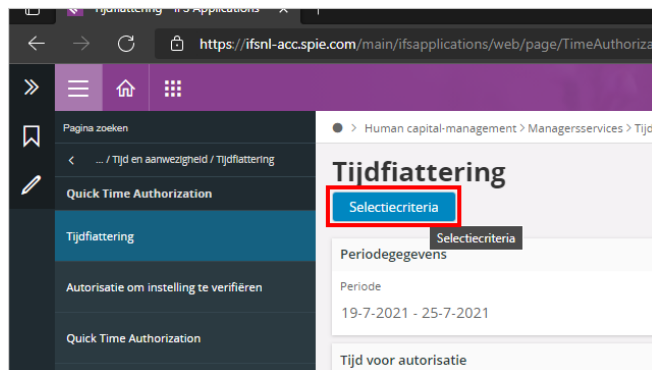 Tijdfiattering - IFS Applications
https://ifsnl-acc.spie.com/main/ifsapplications/web/page/TimeAuthoriza
Pagina zoeken
Human capital-management > Managersservices > Tijd
... / Tijd en aanwezigheid / Tijdfiattering
Tijdfiattering
Quick Time Authorization
Selectiecriteria
Tijdfiattering
Selectiecriteria
Periodegegevens
Autorisatie om instelling te verifiëren
Periode
19-7-2021 - 25-7-2021
Quick Time Authorization
Tijd voor autorisatie